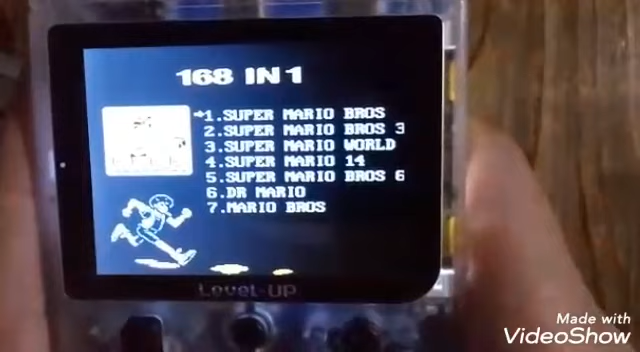 168 IN 1
→1.SUPER MARIO BROS
2.SUPER MARIO BROS 3
3.SUPER MARIO WORLD
4.SUPER MARIO 14
5.SUPER MARIO BROS 6
6.DR MARIO
7.MARIO BROS
Level-UP
Made with
VideoShow